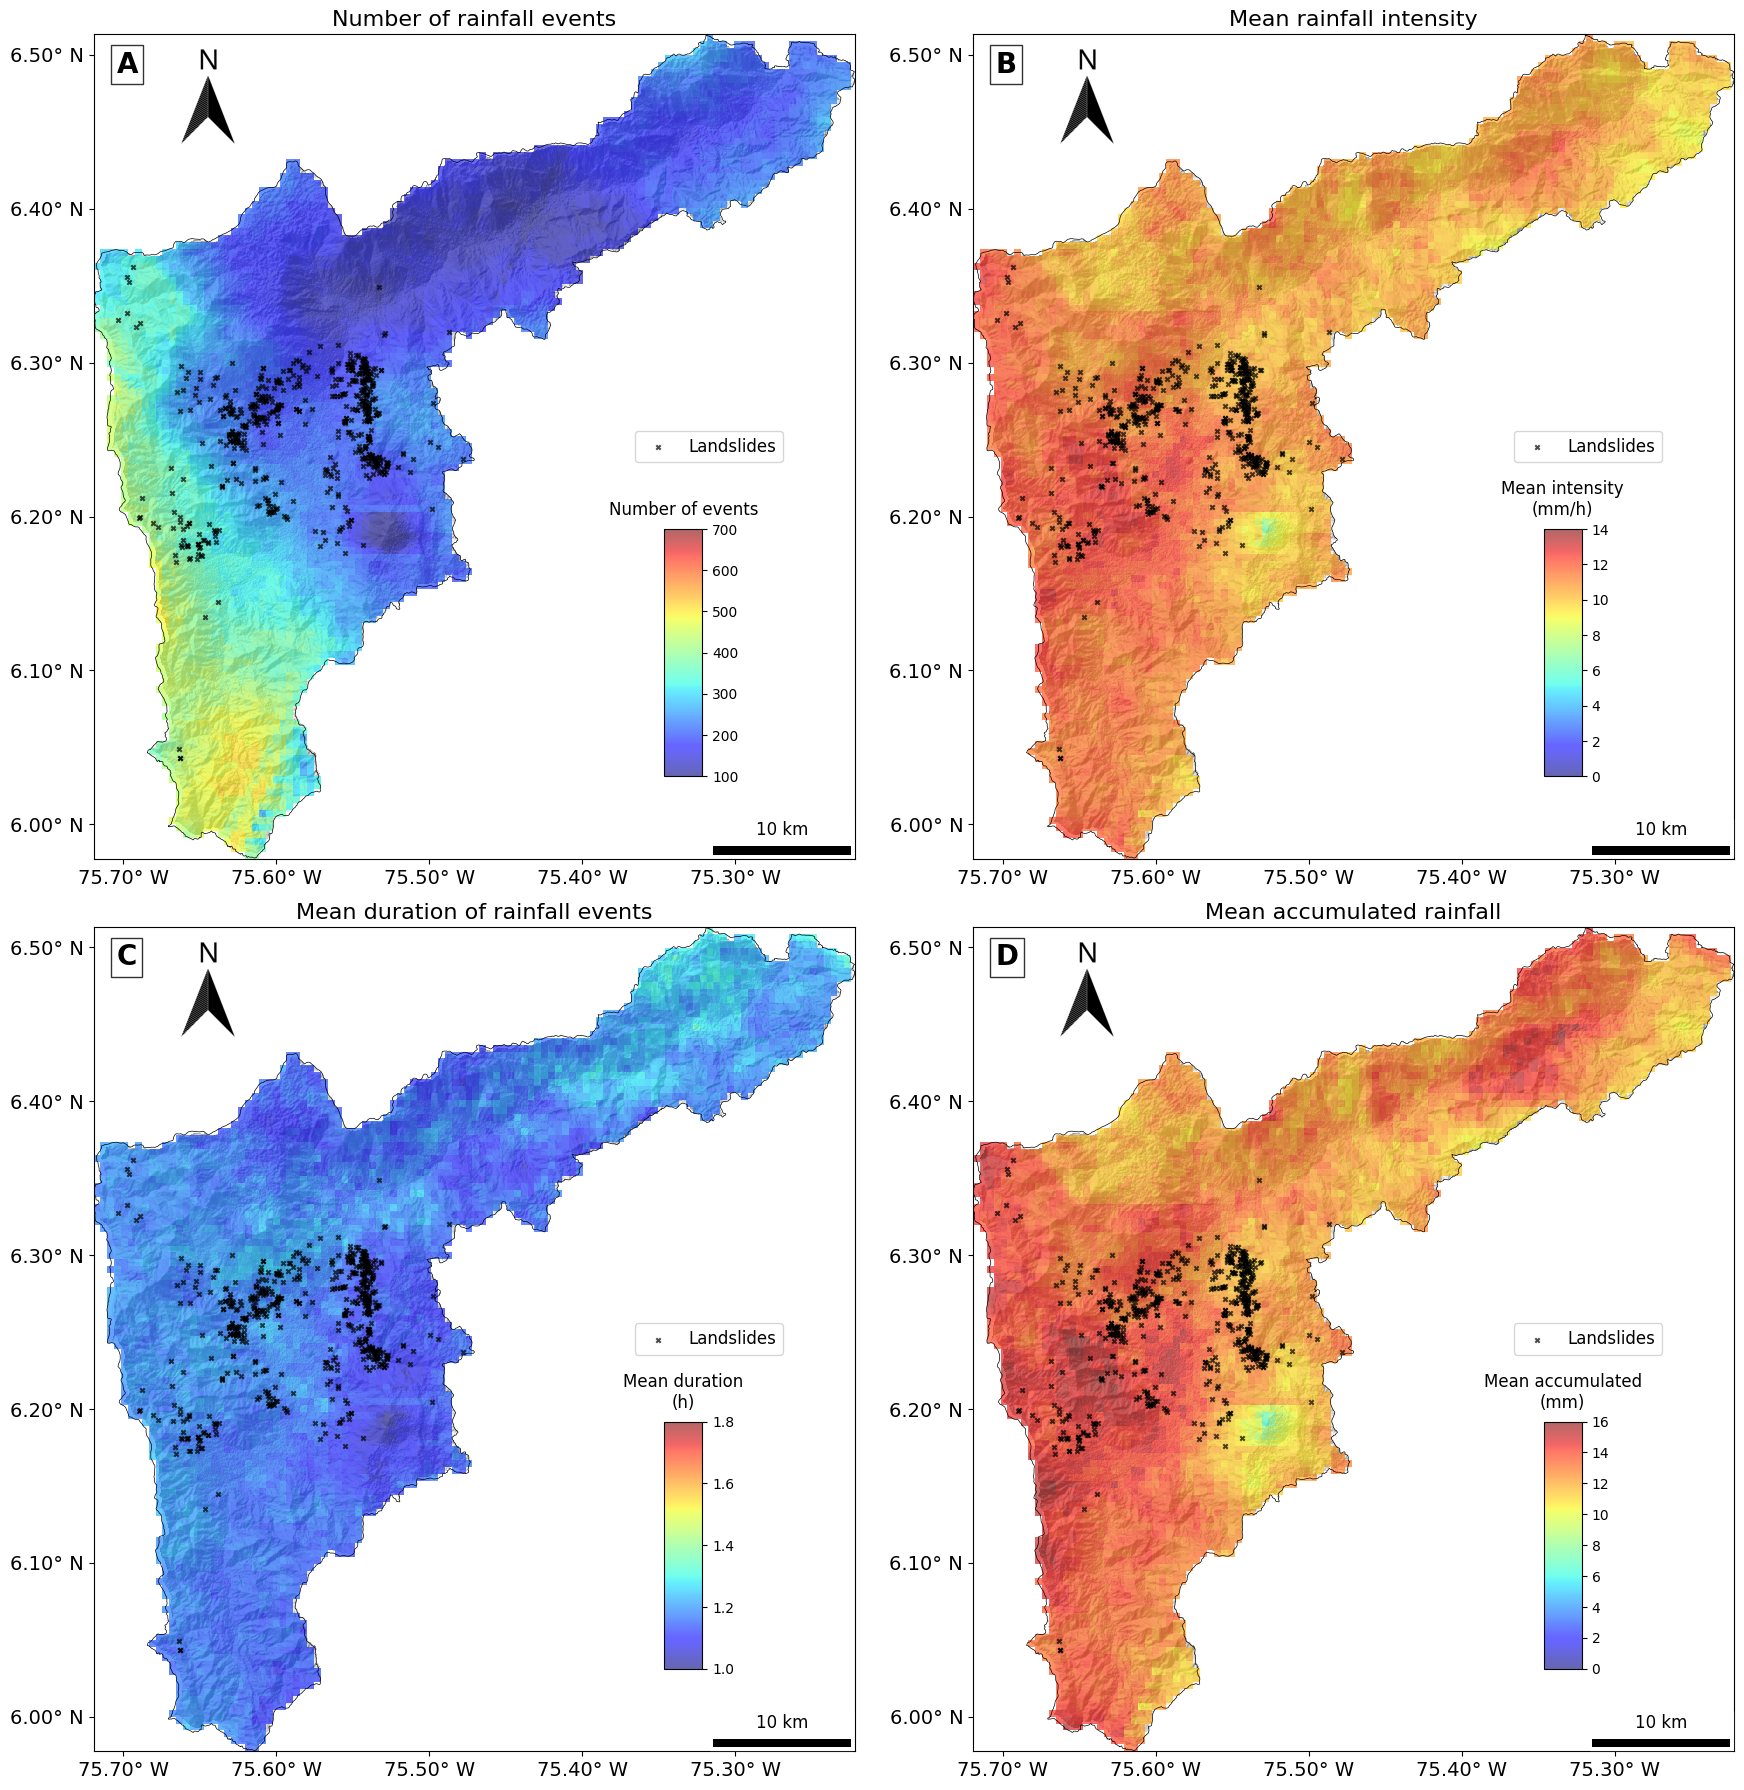 Number of rainfall events
A
N
6.50° N
6.40° N
6.30° N
6.20° N
6.10° N
6.00° N
75.70° W 75.60° W 75.50° W 75.40° W 75.30° W
Landslides
Number of events
700
600
500
400
300
200
100
10 km
Mean rainfall intensity
B
N
6.50° N
6.40° N
6.30° N
6.20° N
6.10° N
6.00° N
75.70° W 75.60° W 75.50° W 75.40° W 75.30° W
Landslides
Mean intensity
(mm/h)
14
12
10
8
6
4
2
0
10 km
Mean duration of rainfall events
C
N
6.50° N
6.40° N
6.30° N
6.20° N
6.10° N
6.00° N
75.70° W 75.60° W 75.50° W 75.40° W 75.30° W
Landslides
Mean duration
(h)
1.8
1.6
1.4
1.2
1.0
10 km
Mean accumulated rainfall
D
N
6.50° N
6.40° N
6.30° N
6.20° N
6.10° N
6.00° N
75.70° W 75.60° W 75.50° W 75.40° W 75.30° W
Landslides
Mean accumulated
(mm)
16
14
12
10
8
6
4
2
0
10 km